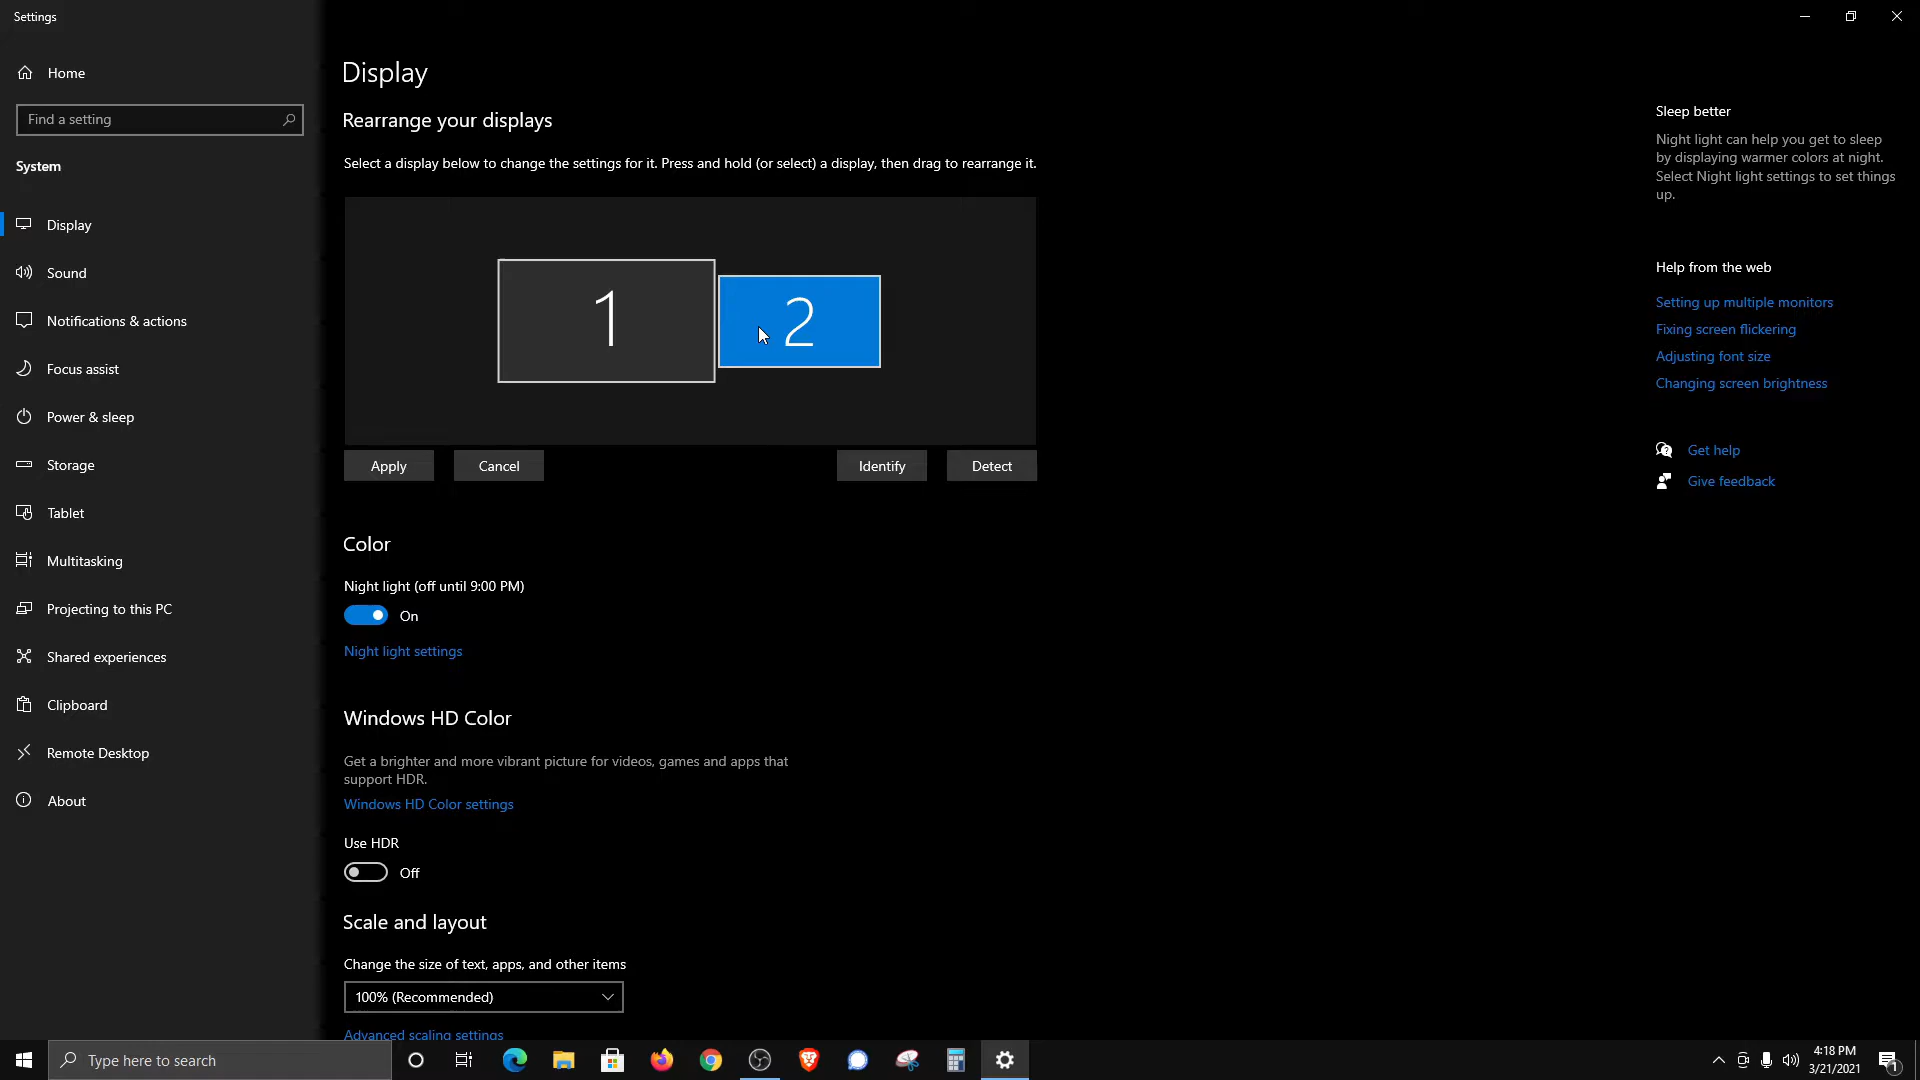 Settings
Home
Find a setting
System
Display
Sound
Notifications & actions
Focus assist
Power & sleep
Storage
Tablet
Multitasking
Projecting to this PC
Shared experiences
Clipboard
Remote Desktop
About
Display
Rearrange your displays
Select a display below to change the settings for it. Press and hold (or select) a display, then drag to rearrange it.
1
2
Apply
Cancel
Identify
Detect
Color
Night light (off until 9:00 PM)
On
Night light settings
Windows HD Color
Get a brighter and more vibrant picture for videos, games and apps that
support HDR.
Windows HD Color settings
Use HDR
Off
Scale and layout
Change the size of text, apps, and other items
100% (Recommended)
Advanced scaling settings
Sleep better
Night light can help you get to sleep
by displaying warmer colors at night.
Select Night light settings to set things
up.
Help from the web
Setting up multiple monitors
Fixing screen flickering
Adjusting font size
Changing screen brightness
Get help
Give feedback
Type here to search
4:18 PM
3/21/2021
1